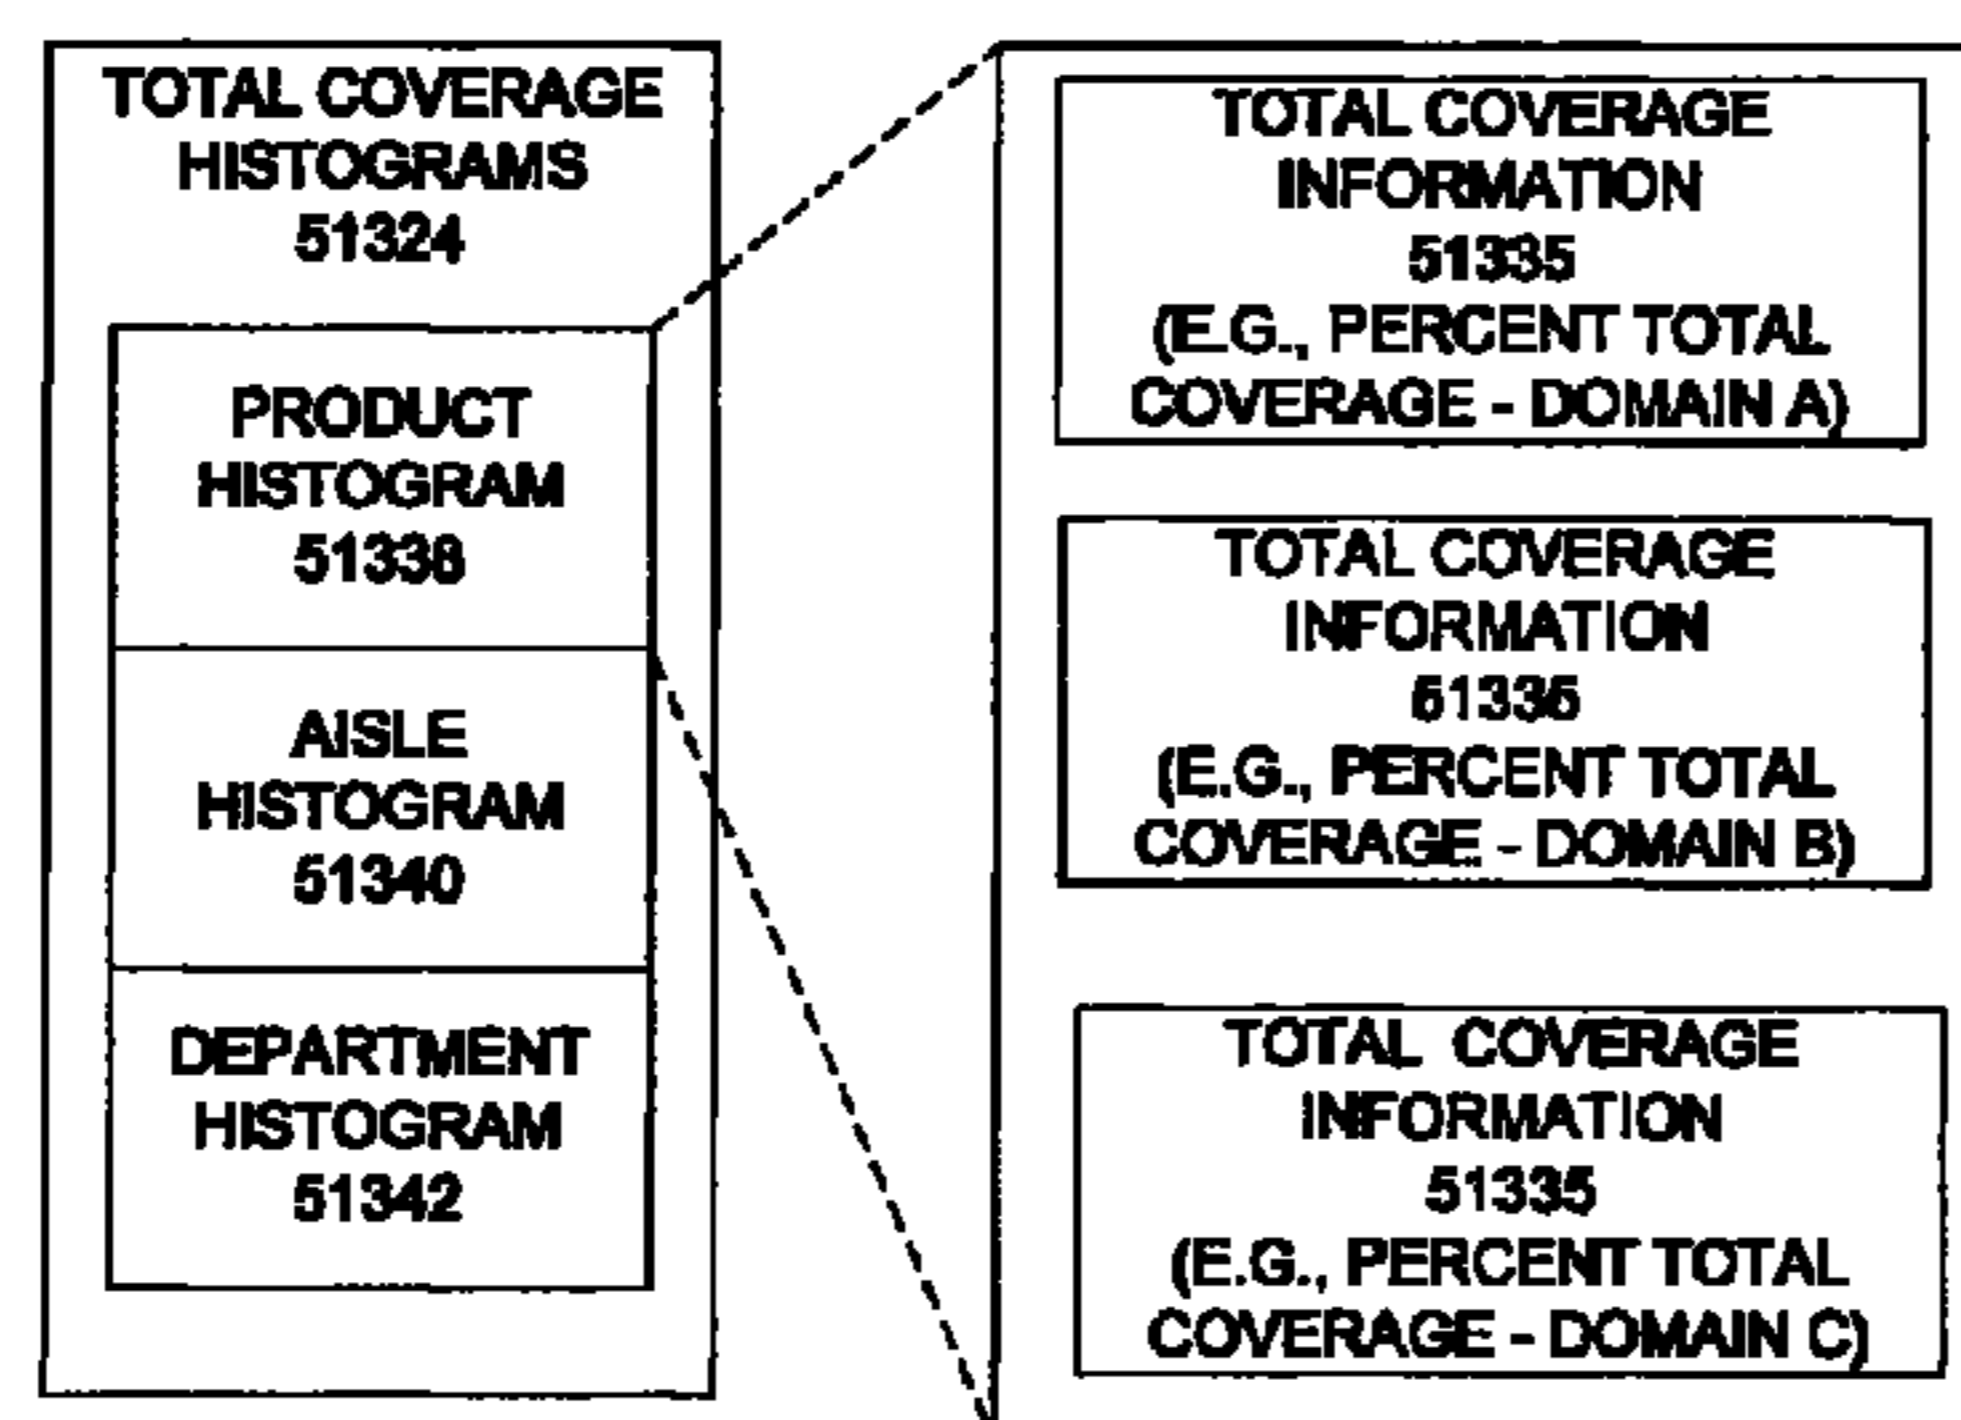 TOTAL COVERAGE
HISTOGRAMS
51324
PRODUCT
HISTOGRAM
51338
AISLE
HISTOGRAM
51340
DEPARTMENT
HISTOGRAM
51342
TOTAL COVERAGE
INFORMATION
51335
(E.G., PERCENT TOTAL
COVERAGE - DOMAIN A)
TOTAL COVERAGE
INFORMATION
51335
(E.G., PERCENT TOTAL
COVERAGE - DOMAIN B)
TOTAL COVERAGE
INFORMATION
51335
(E.G., PERCENT TOTAL
COVERAGE - DOMAIN C)